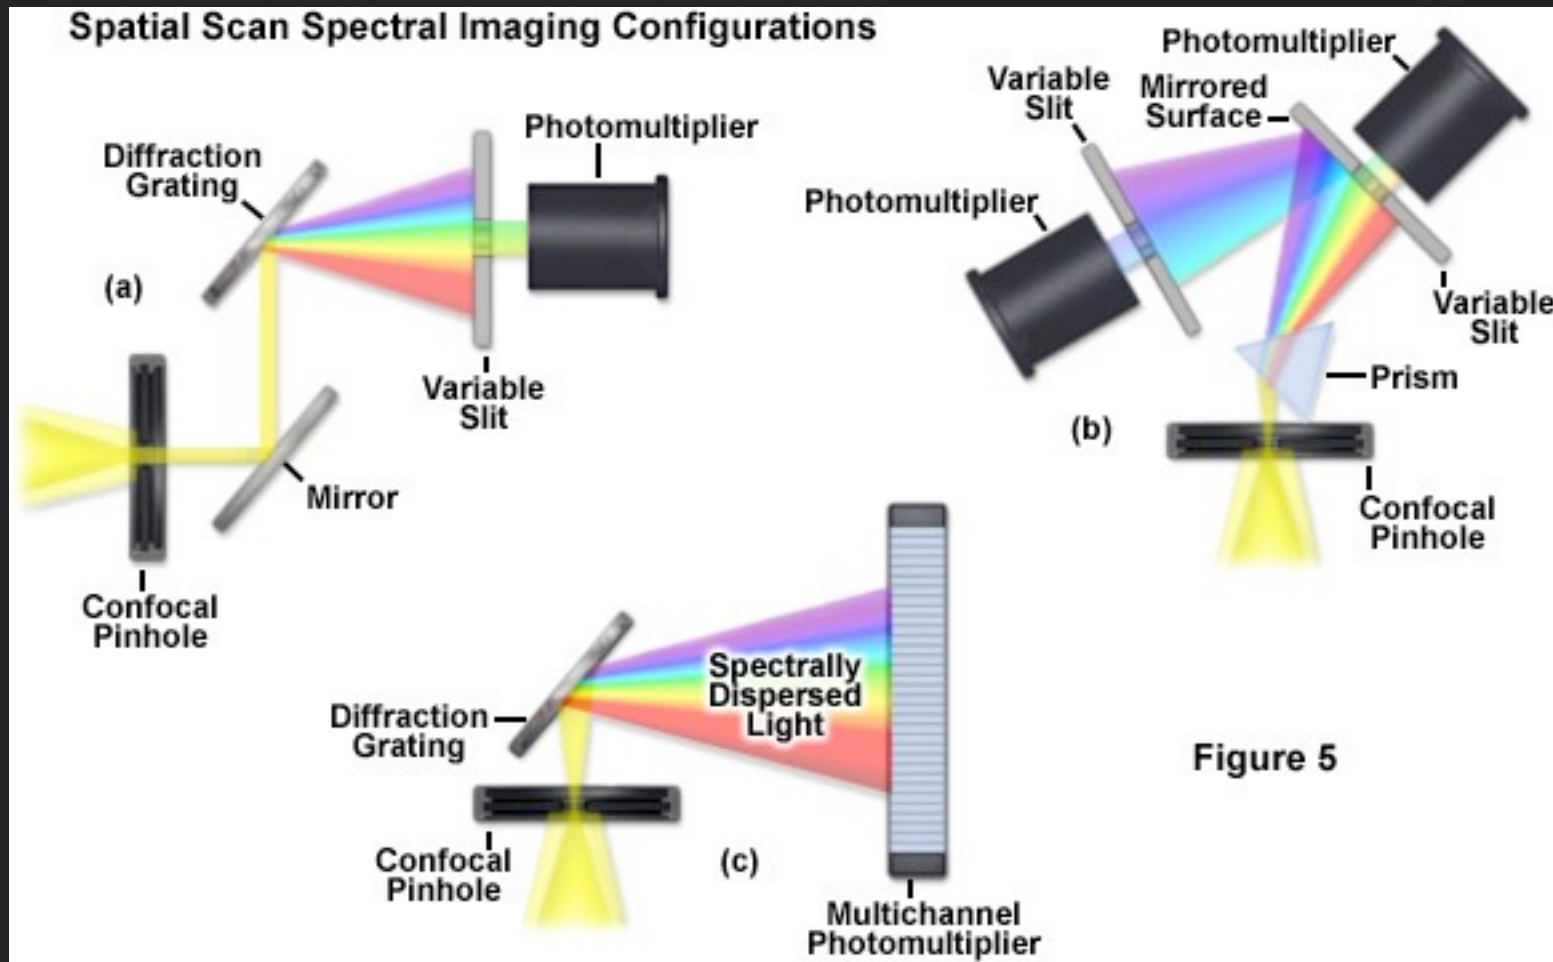 Spatial Scan Spectral Imaging Configurations
Diffraction
Grating
Photomultiplier
(a)
Variable
Slit
Mirror
Confocal
Pinhole
Photomultiplier
Variable
Slit
Mirrored
Surface
Photomultiplier
Variable
Slit
Prism
(b)
Confocal
Pinhole
Spectrally
Dispersed
Light
Diffraction
Grating
Confocal
Pinhole
(c)
Multichannel
Photomultiplier
Figure 5